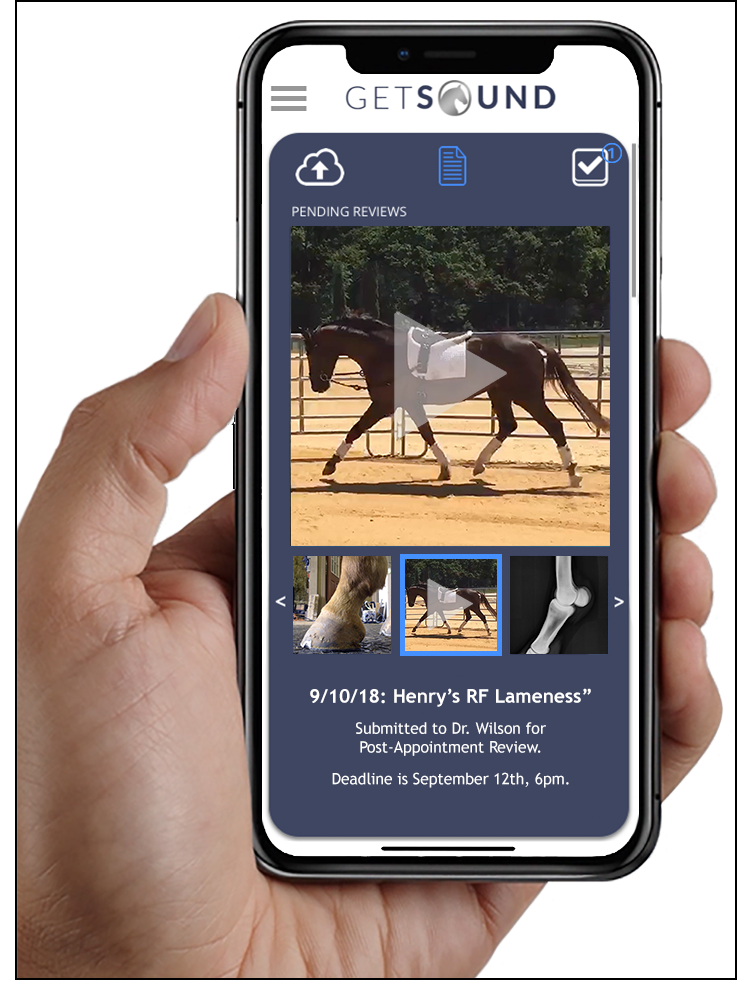 GETSOUND
1
PENDING REVIEWS
< >
9/10/18: Henry’s RF Lameness”
Submitted to Dr. Wilson for
Post-Appointment Review.
Deadline is September 12th, 6pm.